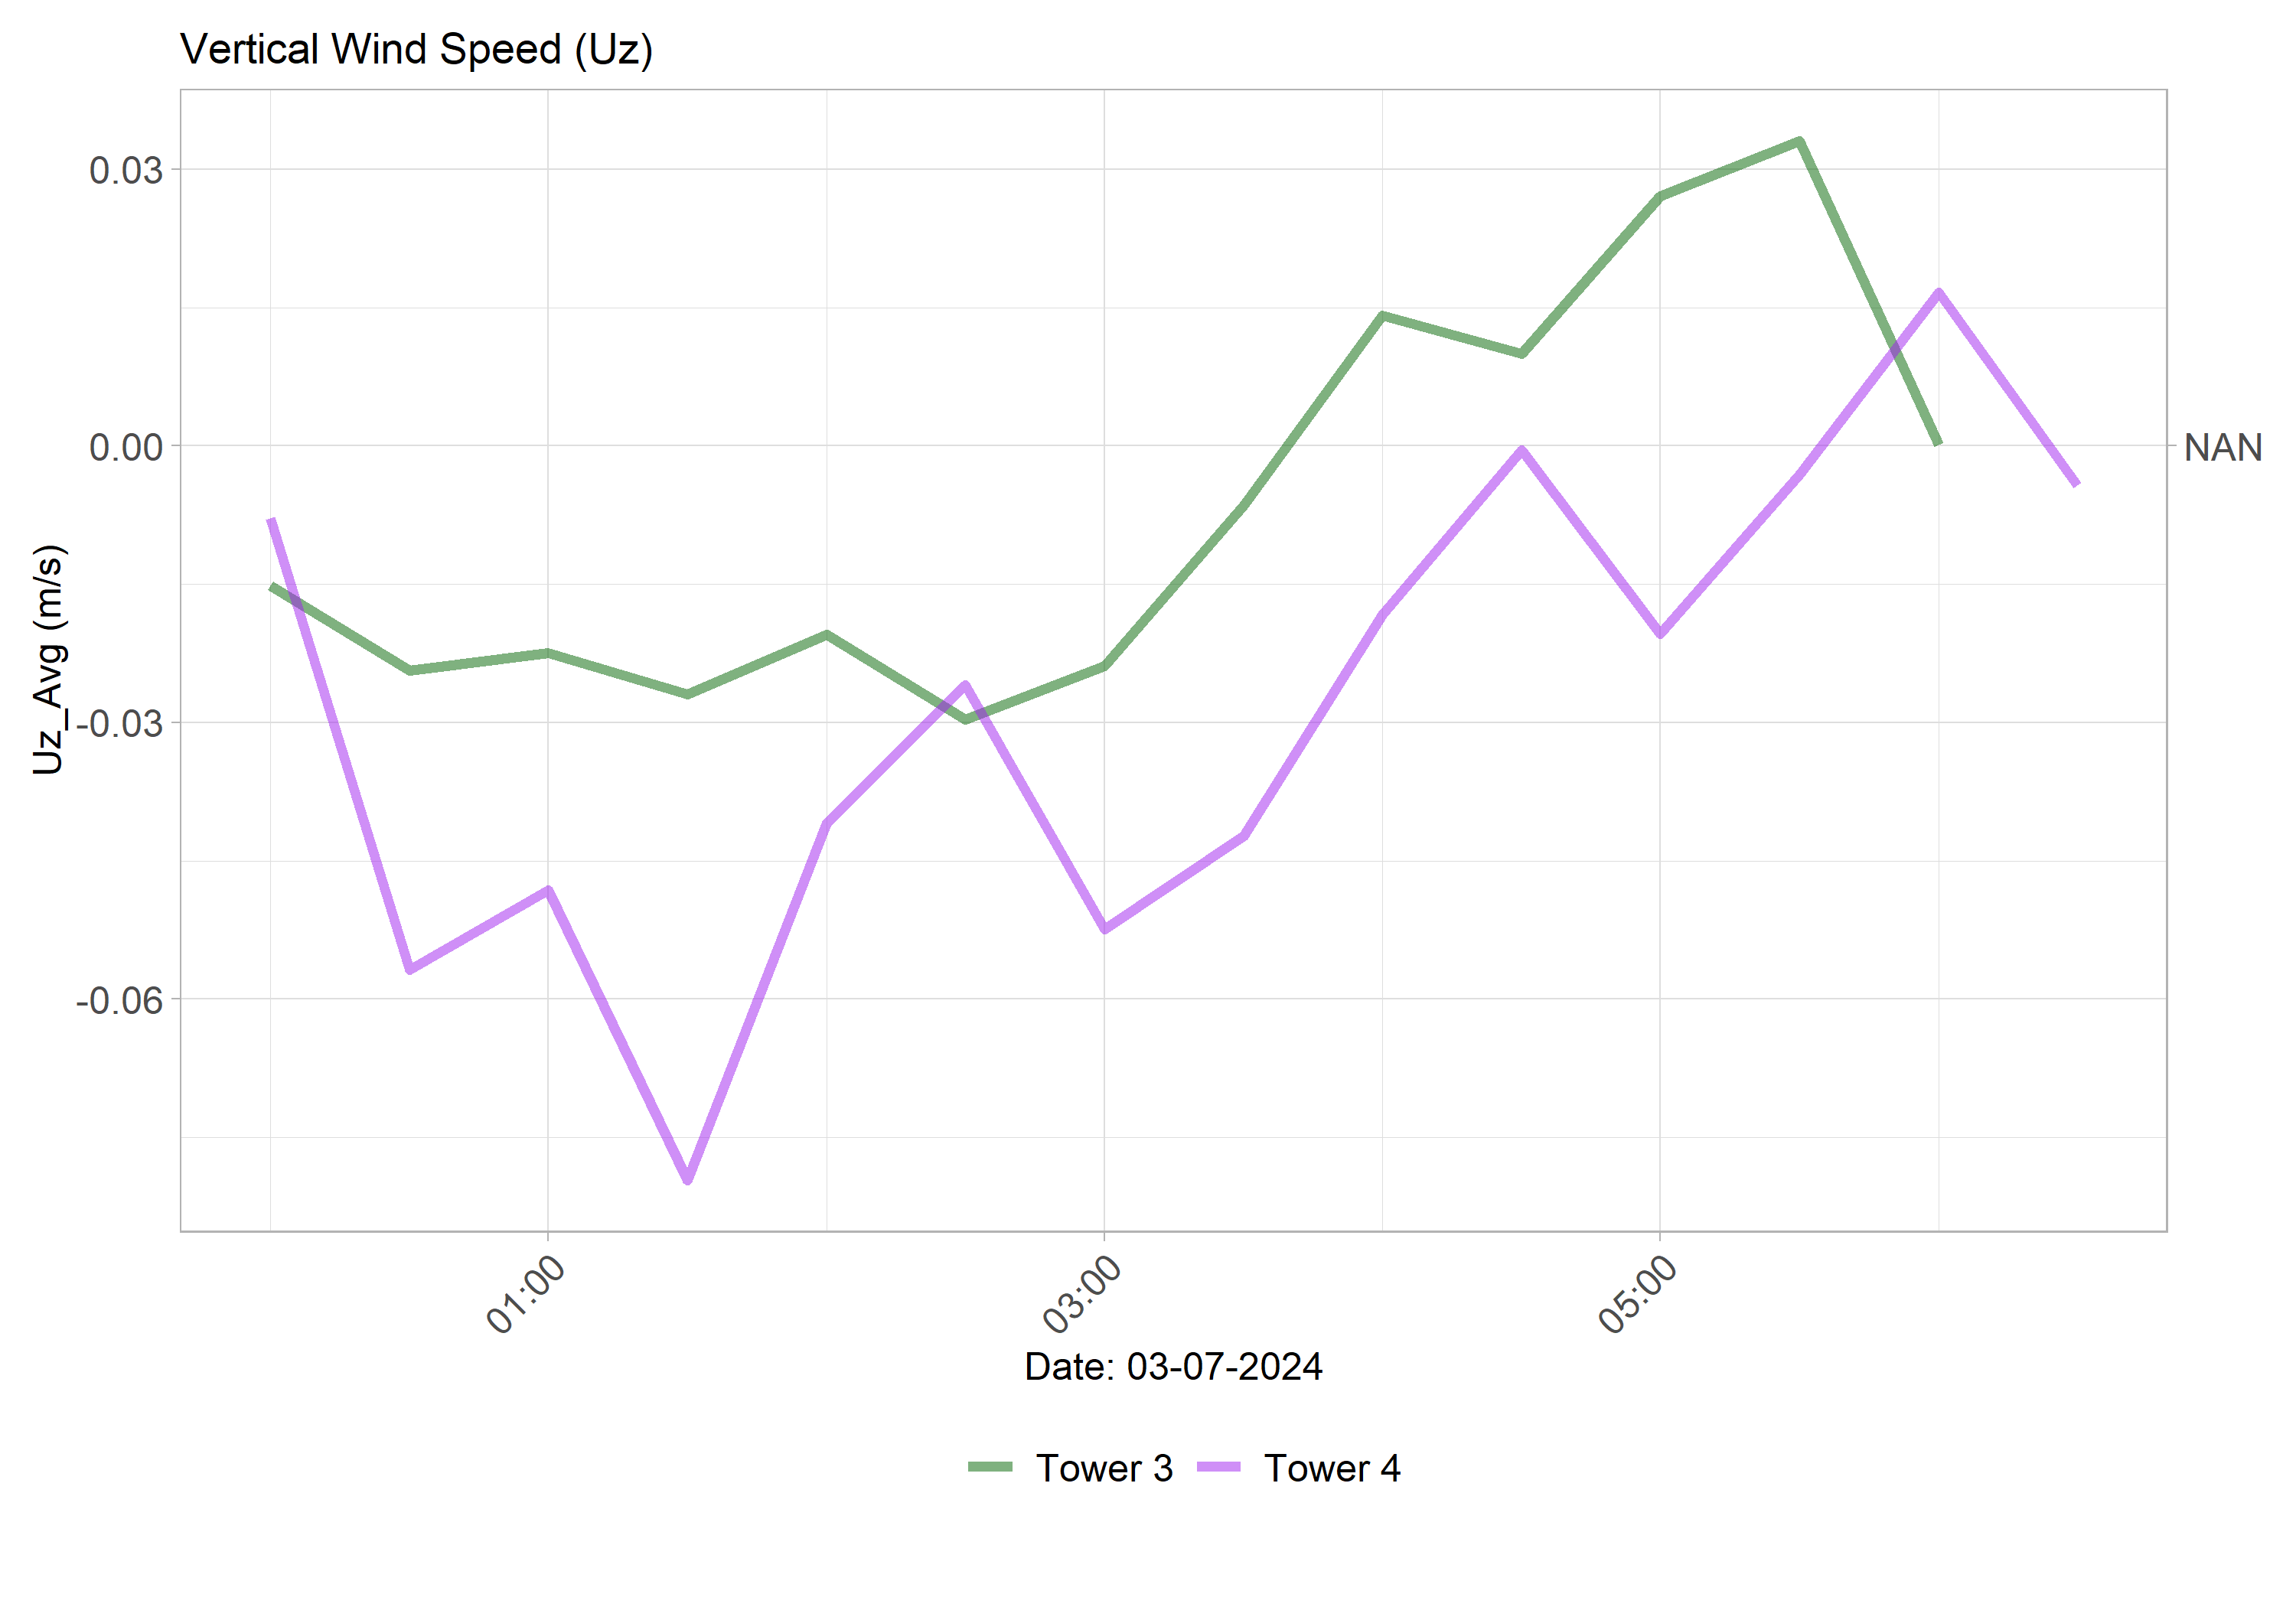 Vertical Wind Speed (Uz)
Uz_Avg (m/s)
0.03
0.00
-0.03
-0.06
NAN
01:00
03:00
05:00
Date: 03-07-2024
Tower 3
Tower 4